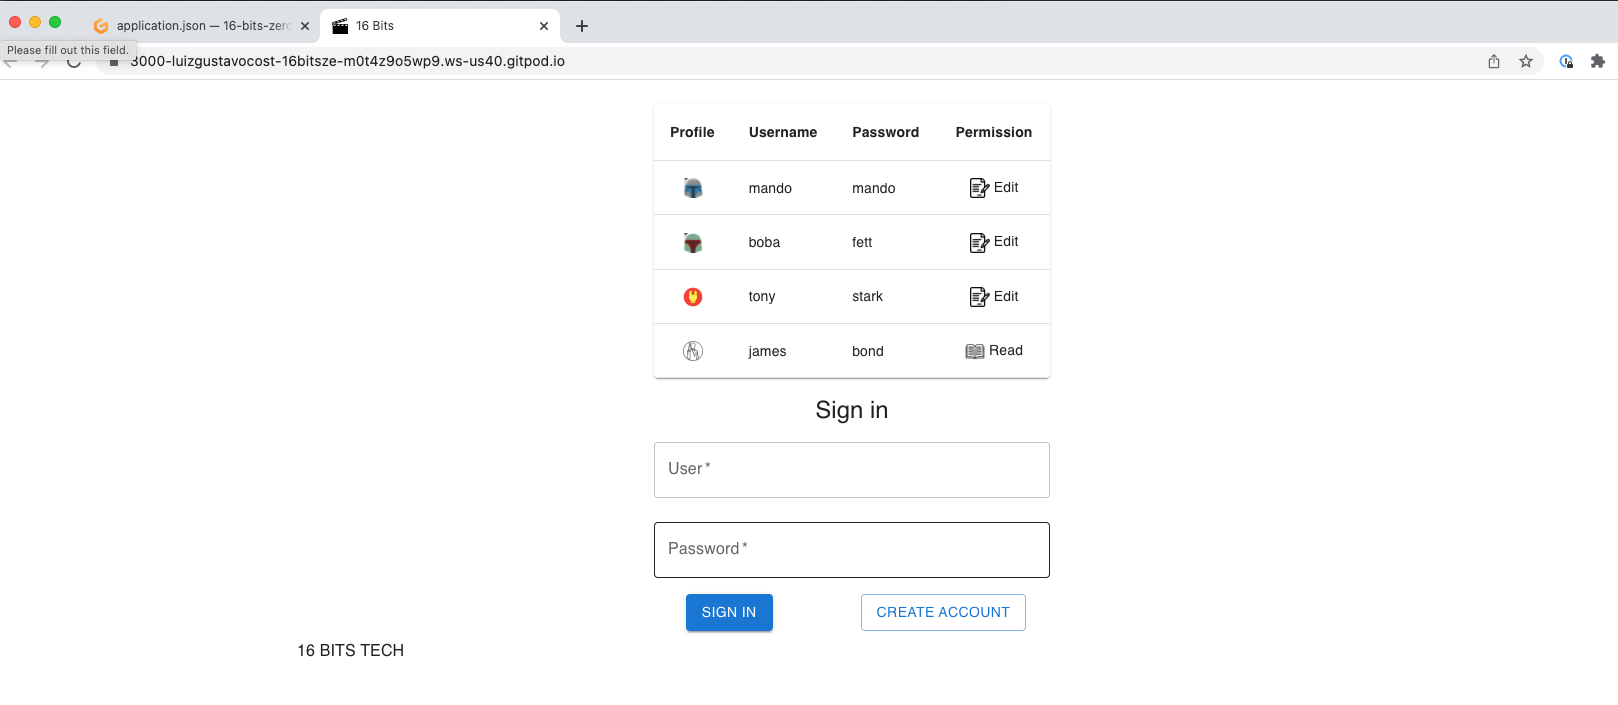 application.json — 16-bits-zero
16 Bits
Please fill out this field.
3000-luizgustavocost-16bitsze-m0t4z9o5wp9.ws-us40.gitpod.io
Profile Username Password Permission
mando mando Edit
boba fett Edit
tony stark Edit
james bond Read
Sign in
User *
Password *
SIGN IN CREATE ACCOUNT
16 BITS TECH